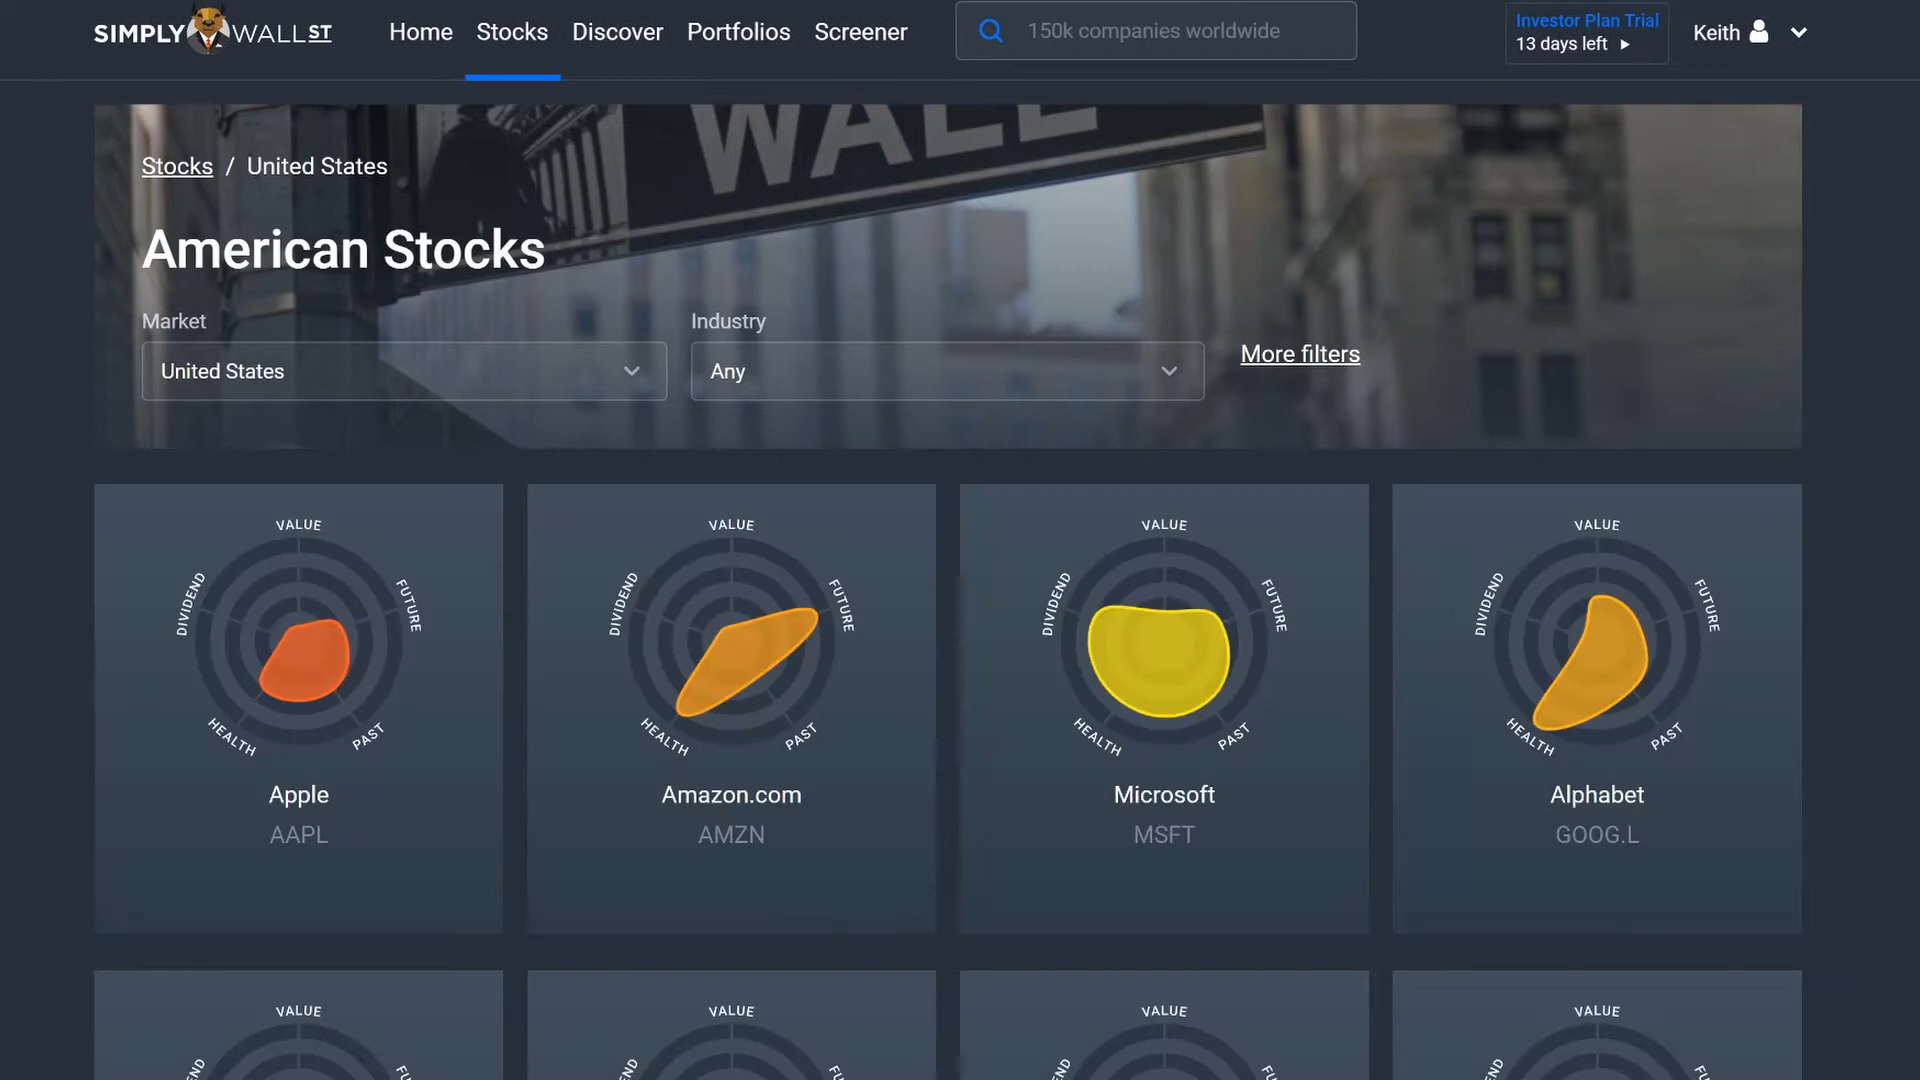 SIMPLY WALL ST
Home
Stocks
Discover
Portfolios
Screener
150k companies worldwide
Investor Plan Trial
13 days left
Keith
WALL
Stocks / United States
American Stocks
Market
United States
Industry
Any
More filters
VALUE
FUTURE
PAST
HEALTH
DIVIDEND
Apple
AAPL
VALUE
FUTURE
PAST
HEALTH
DIVIDEND
Amazon.com
AMZN
VALUE
FUTURE
PAST
HEALTH
DIVIDEND
Microsoft
MSFT
VALUE
FUTURE
PAST
HEALTH
DIVIDEND
Alphabet
GOOG.L
VALUE
VALUE
VALUE
VALUE